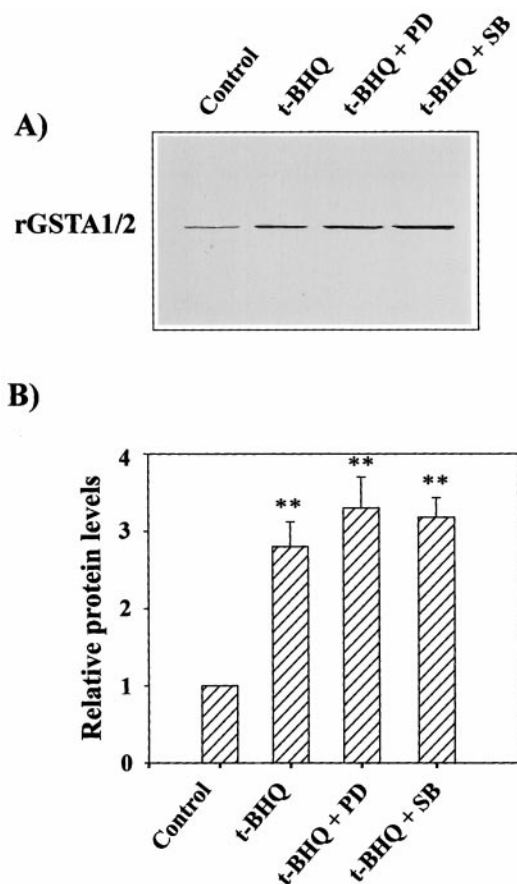 Control
t-BHQ
t-BHQ + PD
t-BHQ + SB
A)
rGSTA1/2
B)
Relative protein levels
4
3
2
1
0
**
**
**
Control
t-BHQ
t-BHQ + PD
t-BHQ + SB